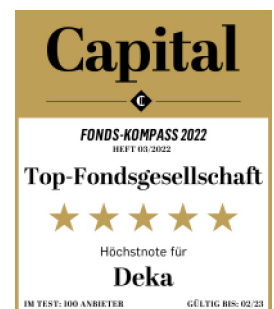 Capital
FONDS-KOMPASS 2022
HEFT 03/2022
Top-Fondsgesellschaft
Höchstnote für
Deka
IM TEST: 100 ANBIETER GÜLTIG BIS: 02/23